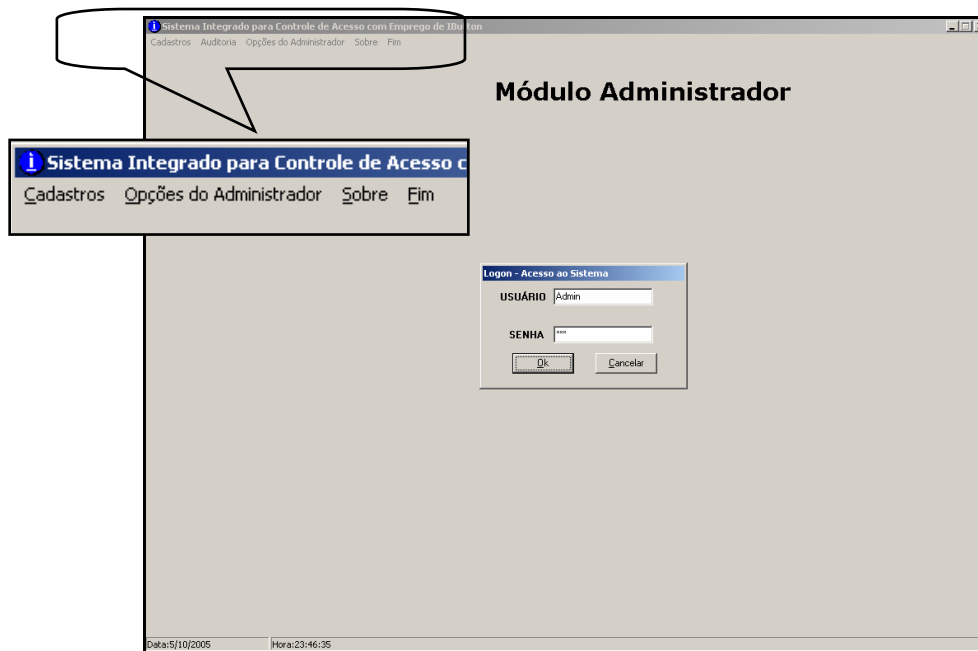 Sistema Integrado para Controle de Acesso com Emprego de IButton
Cadastros Auditoria Opções do Administrador Sobre Fim
Módulo Administrador
Sistema Integrado para Controle de Acesso c
Cadastros Opções do Administrador Sobre Fim
Logon - Acesso ao Sistema
USUÁRIO Admin
SENHA ***
Ok Cancelar
Data:5/10/2005 Hora:23:46:35